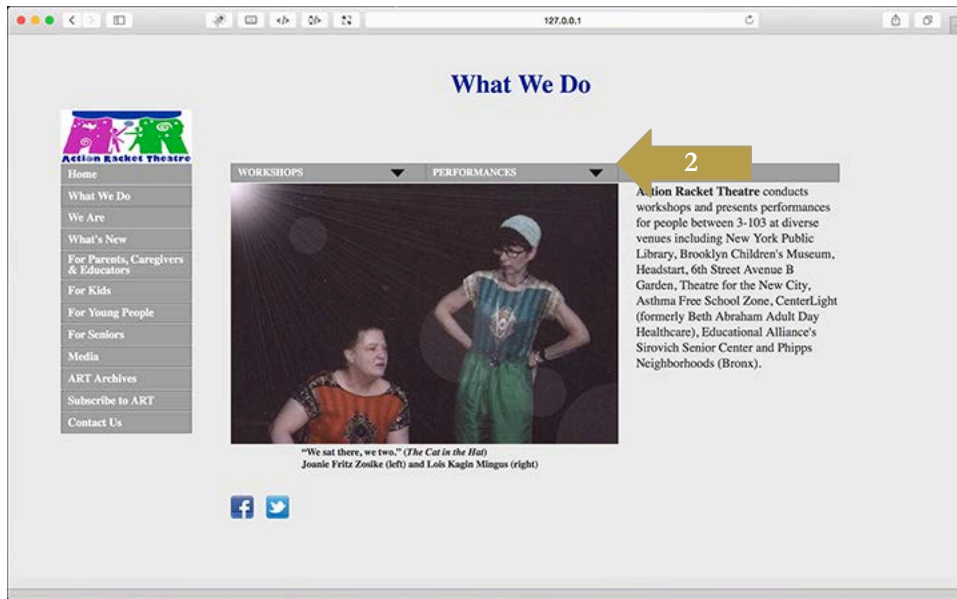 127.0.0.1
What We Do
Action Racket Theatre
Home
What We Do
We Are
What's New
For Parents, Caregivers
& Educators
For Kids
For Young People
For Seniors
Media
ART Archives
Subscribe to ART
Contact Us
WORKSHOPS
PERFORMANCES
2
Action Racket Theatre conducts
workshops and presents performances
for people between 3-103 at diverse
venues including New York Public
Library, Brooklyn Children's Museum,
Headstart, 6th Street Avenue B
Garden, Theatre for the New City,
Asthma Free School Zone, CenterLight
(formerly Beth Abraham Adult Day
Healthcare), Educational Alliance's
Sirovich Senior Center and Phipps
Neighborhoods (Bronx).
“We sat there, we two.” (The Cat in the Hat)
Joanie Fritz Zosike (left) and Lois Kagin Mingus (right)